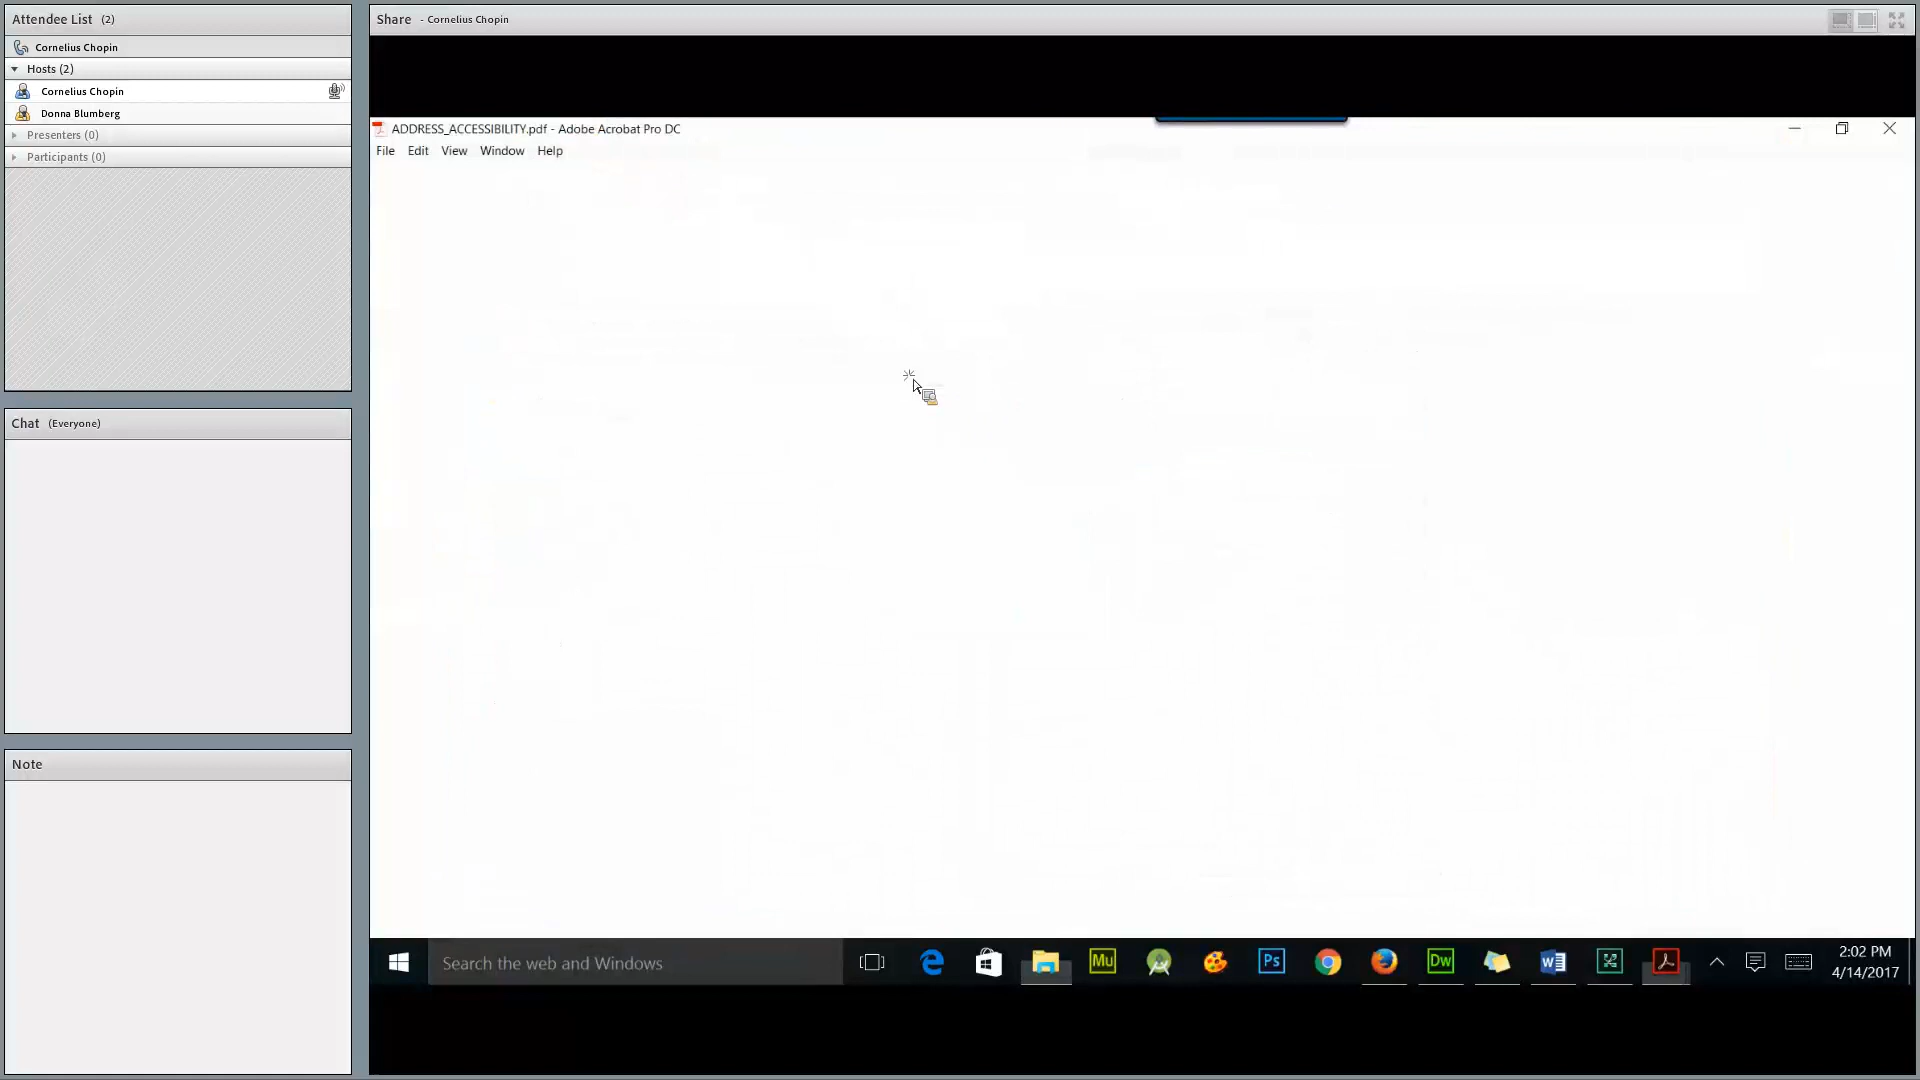 Attendee List (2)
Cornelius Chopin
Hosts (2)
Cornelius Chopin
Donna Blumberg
Presenters (0)
Participants (0)
Chat (Everyone)
Note
Share - Cornelius Chopin
ADDRESS_ACCESSIBILITY.pdf - Adobe Acrobat Pro DC
File Edit View Window Help
Search the web and Windows
Mu
Ps
Dw
2:02 PM
4/14/2017